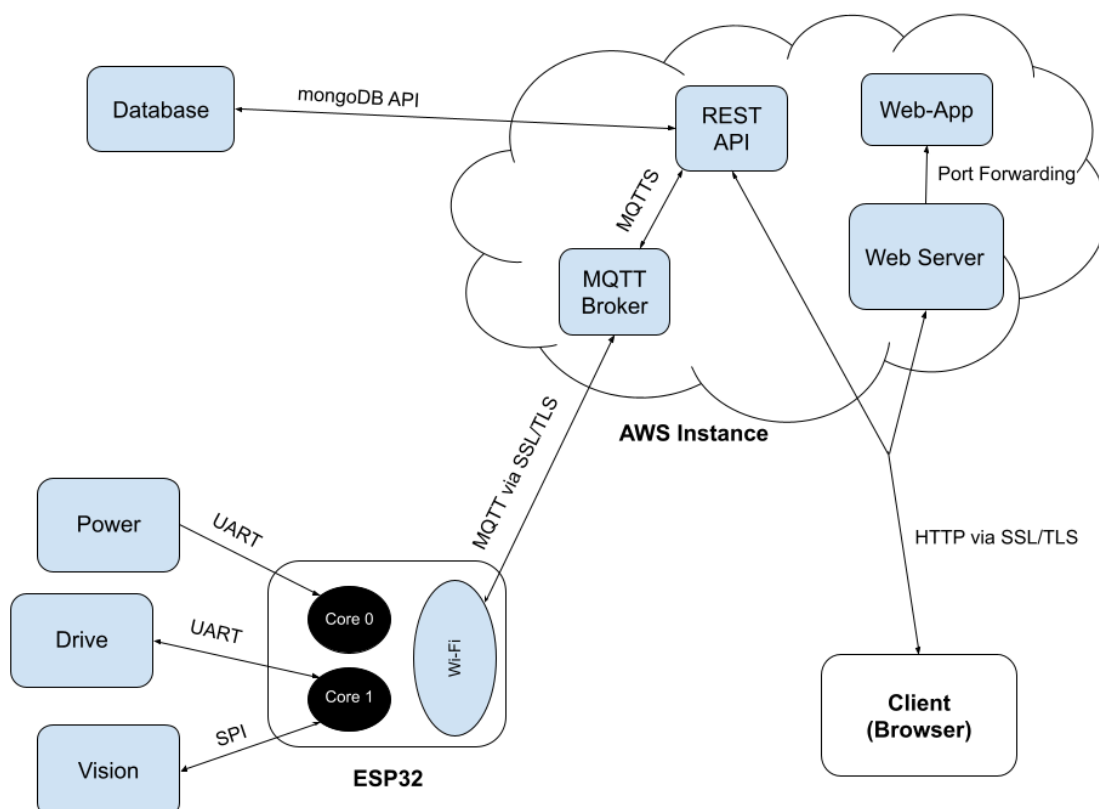 Database
mongoDB API
REST
API
Web-App
Port Forwarding
MQTTS
Web Server
MQTT
Broker
AWS Instance
MQTT via SSL/TLS
Power
UART
HTTP via SSL/TLS
Core 0
Drive
UART
Wi-Fi
Core 1
Client
(Browser)
SPI
Vision
ESP32